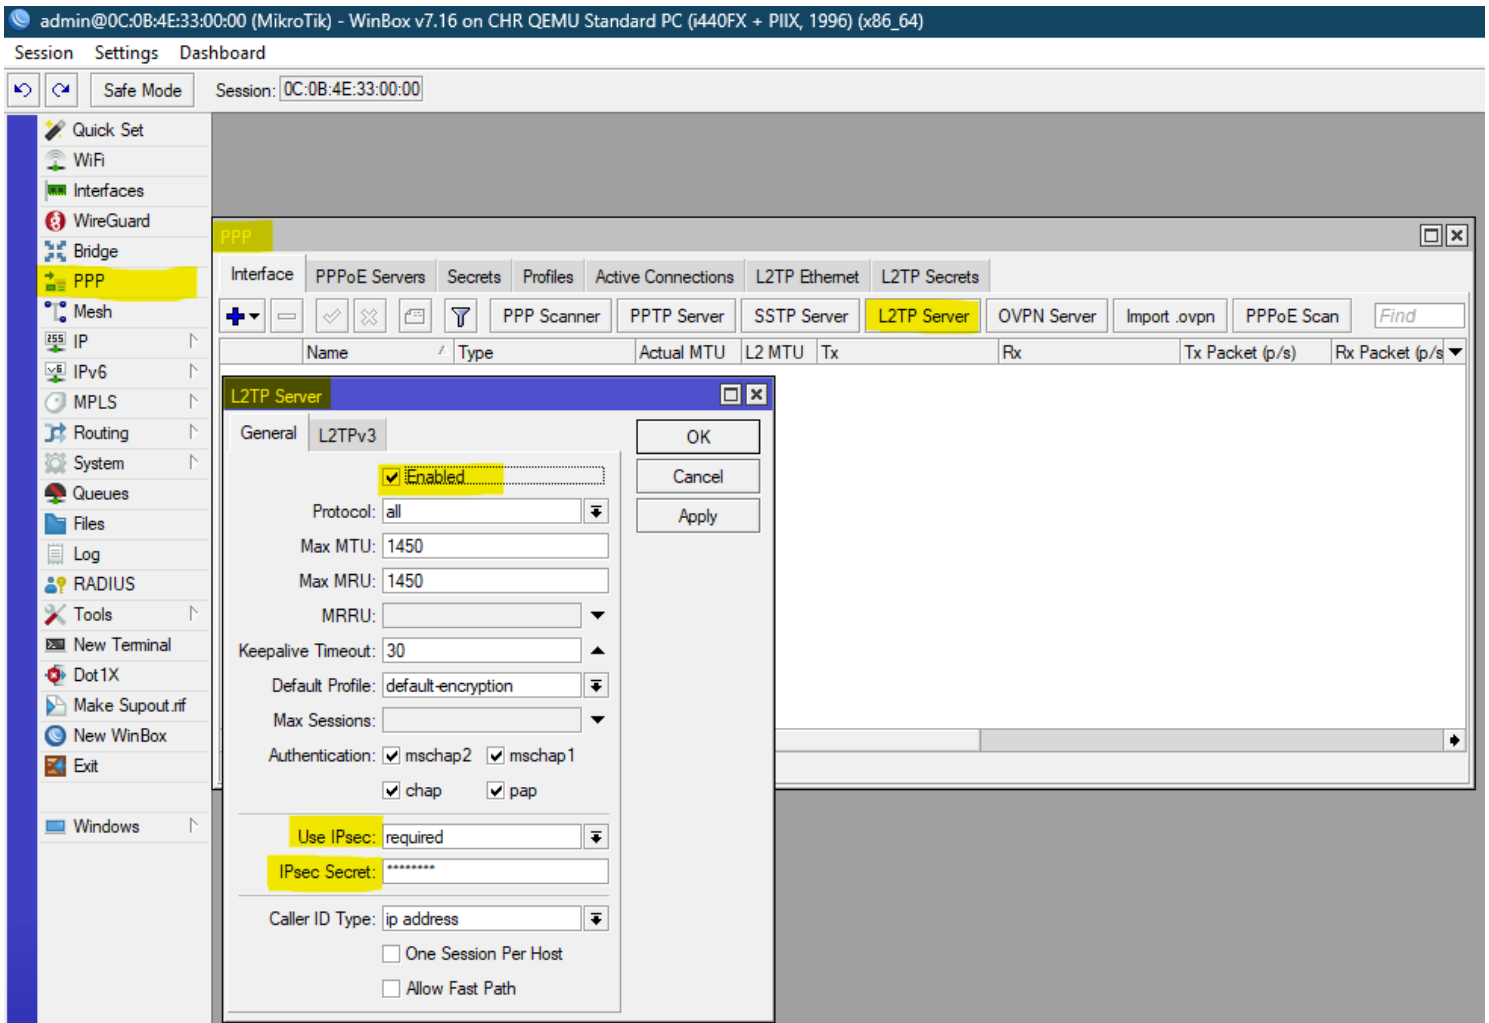 admin@0C:0B:4E:33:00:00 (MikroTik) - WinBox v7.16 on CHR QEMU Standard PC (i440FX + PIIX, 1996) (x86_64)
Session Settings Dashboard
Safe Mode Session: 0C:0B:4E:33:00:00
Quick Set
WiFi
Interfaces
WireGuard
Bridge
PPP
Mesh
255 IP
v6 IPv6
MPLS
Routing
System
Queues
Files
Log
RADIUS
Tools
New Terminal
Dot1X
Make Supout.rif
New WinBox
Exit
Windows
PPP
Interface PPPoE Servers Secrets Profiles Active Connections L2TP Ethernet L2TP Secrets
PPP Scanner PPTP Server SSTP Server L2TP Server OVPN Server Import .ovpn PPPoE Scan Find
Name Type Actual MTU L2 MTU Tx Rx Tx Packet (p/s) Rx Packet (p/s
L2TP Server
General L2TPv3
Enabled
Protocol: all
Max MTU: 1450
Max MRU: 1450
MRRU:
Keepalive Timeout: 30
Default Profile: default-encryption
Max Sessions:
Authentication: mschap2 mschap1
chap pap
Use IPsec: required
IPsec Secret: ********
Caller ID Type: ip address
One Session Per Host
Allow Fast Path
OK
Cancel
Apply